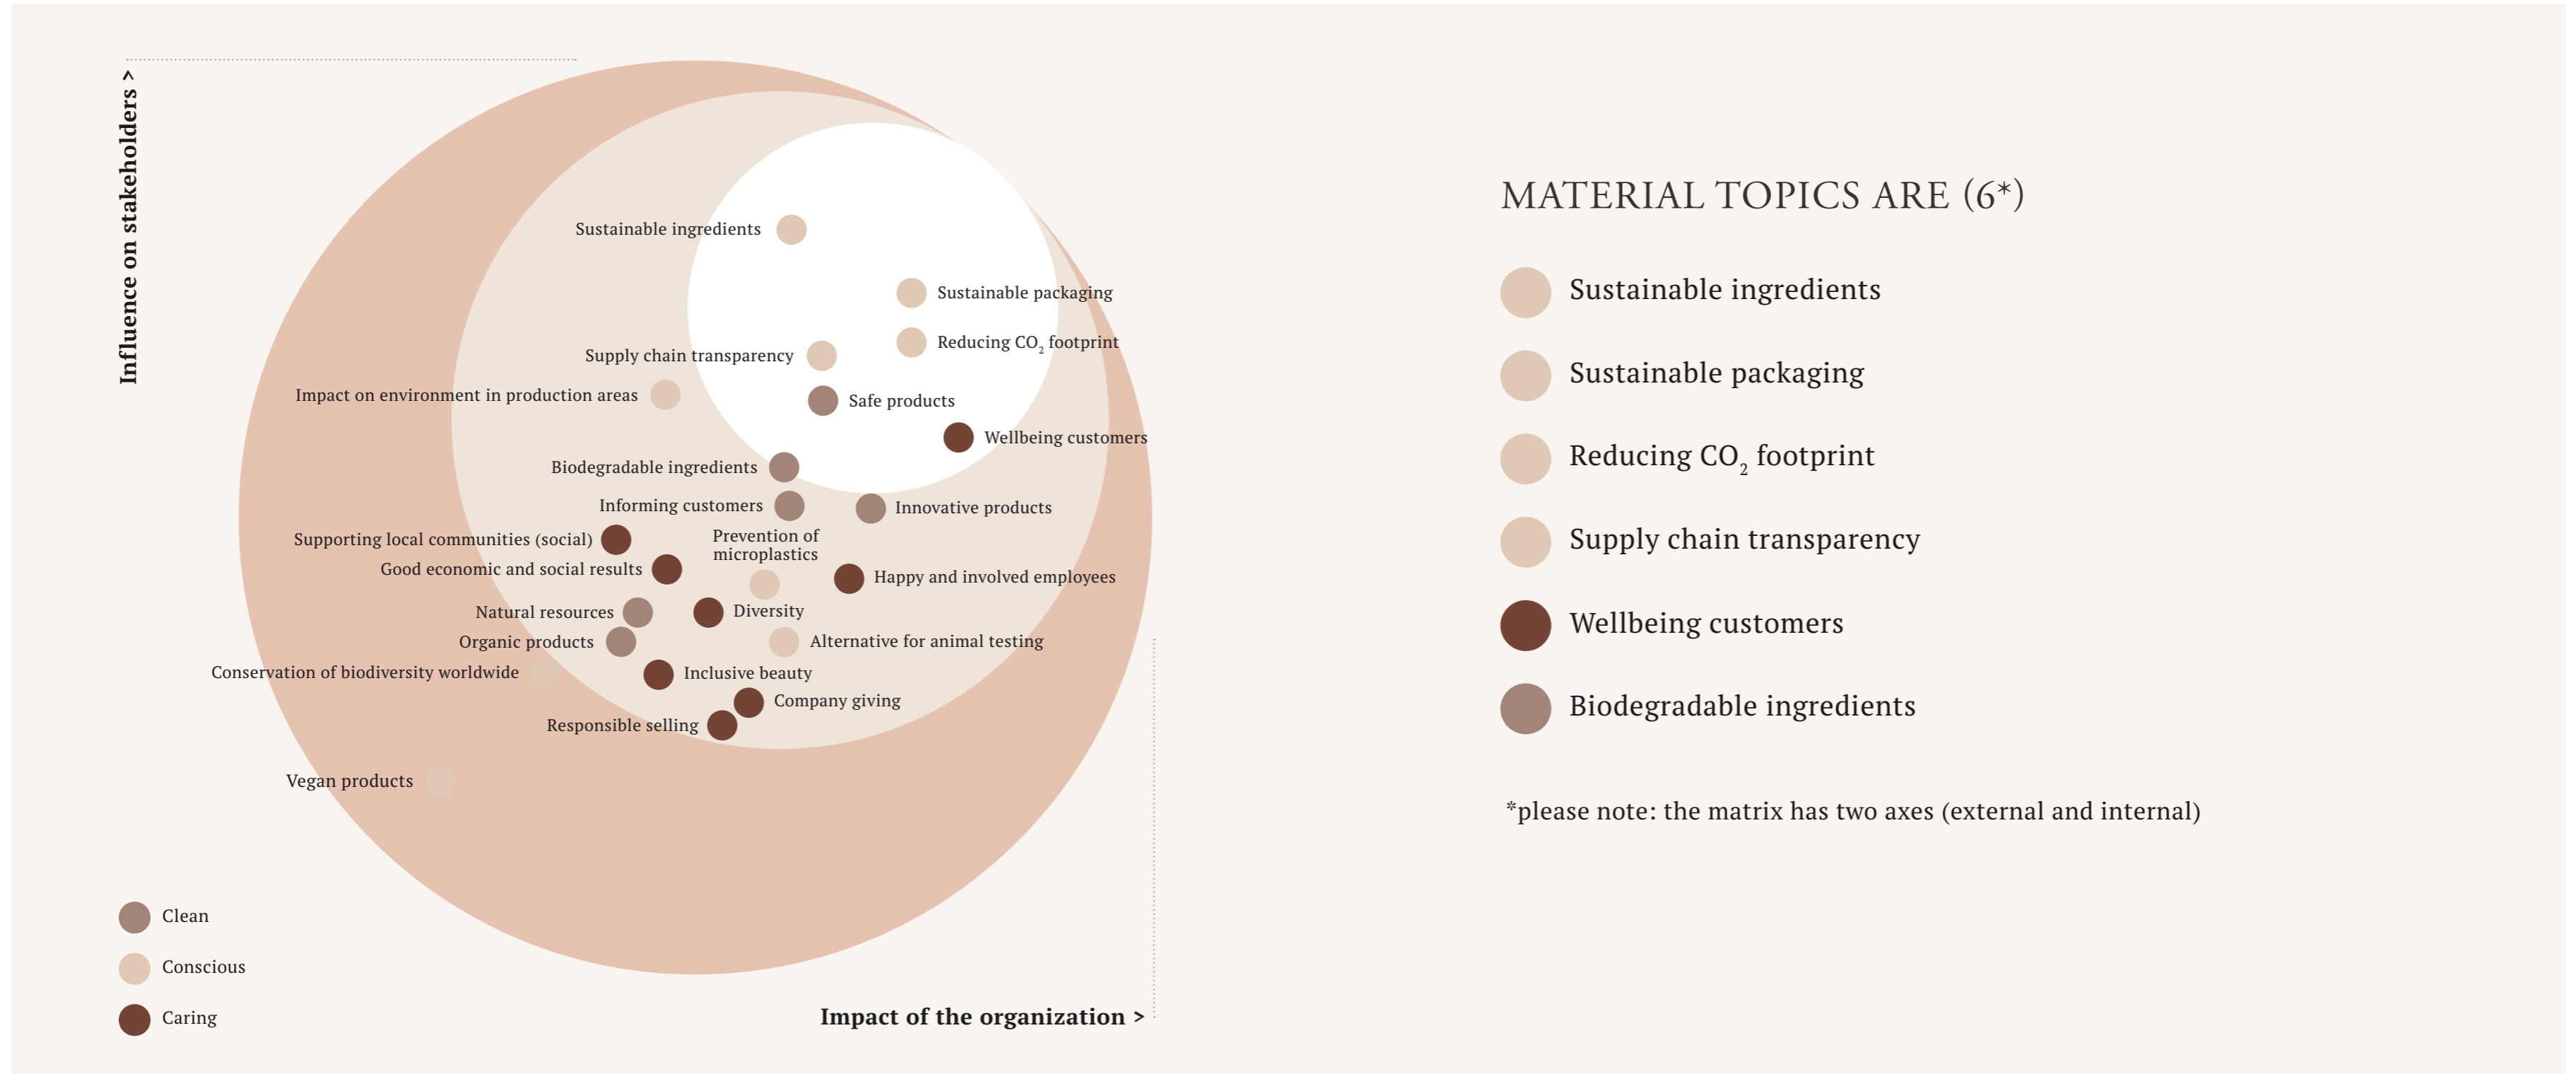 Influence on stakeholders >
Sustainable ingredients
Sustainable packaging
Reducing CO₂ footprint
Supply chain transparency
Impact on environment in production areas
Safe products
Wellbeing customers
Biodegradable ingredients
Informing customers
Innovative products
Supporting local communities (social)
Prevention of
microplastics
Good economic and social results
Happy and involved employees
Natural resources
Diversity
Organic products
Alternative for animal testing
Conservation of biodiversity worldwide
Inclusive beauty
Company giving
Responsible selling
Vegan products
Clean
Conscious
Caring
Impact of the organization >
MATERIAL TOPICS ARE (6*)
Sustainable ingredients
Sustainable packaging
Reducing CO₂ footprint
Supply chain transparency
Wellbeing customers
Biodegradable ingredients
*please note: the matrix has two axes (external and internal)